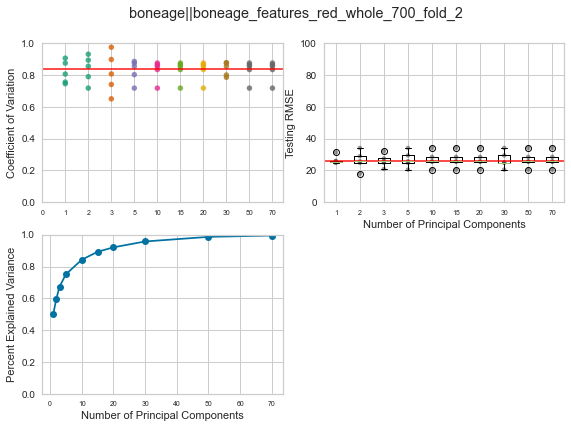 boneage||boneage_features_red_whole_700_fold_2
Coefficient of Variation
1.0
0.8
0.6
0.4
0.2
0.0
0 1 2 3 5 10 15 20 30 50 70
Testing RMSE
100
80
60
40
20
0
1 2 3 5 10 15 20 30 50 70
Number of Principal Components
Percent Explained Variance
1.0
0.8
0.6
0.4
0.2
0.0
0 10 20 30 40 50 60 70
Number of Principal Components